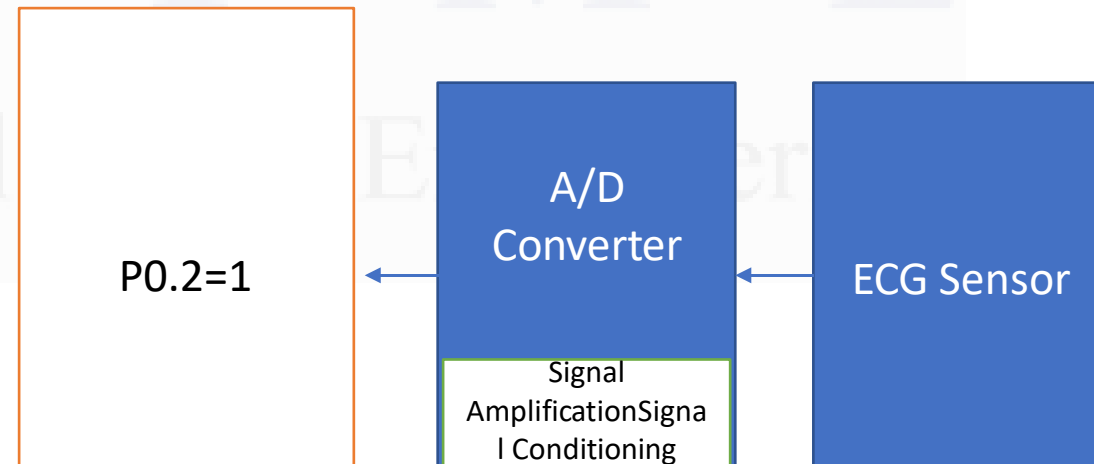 P0.2=1
A/D
Converter
Signal
AmplificationSigna
l Conditioning
ECG Sensor